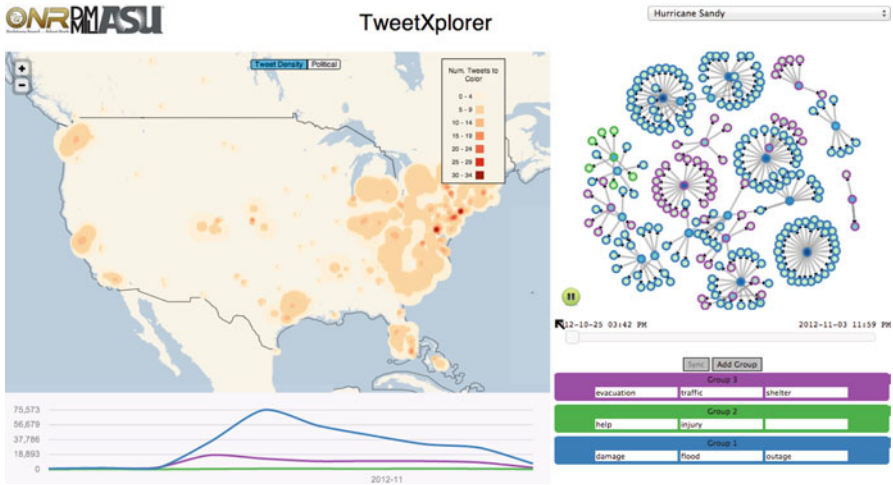 ONR DM ML ASU
TweetXplorer
Hurricane Sandy
+
−
Tweet Density Political
Num. Tweets to
Color
0 - 4
5 - 9
10 - 14
15 - 19
20 - 24
25 - 29
30 - 34
12-10-25 03:42 PM 2012-11-03 11:59 PM
Sync Add Group
Group 3
evacuation traffic shelter
Group 2
help injury
Group 1
damage flood outage
75,573
56,679
37,786
18,893
0
2012-11